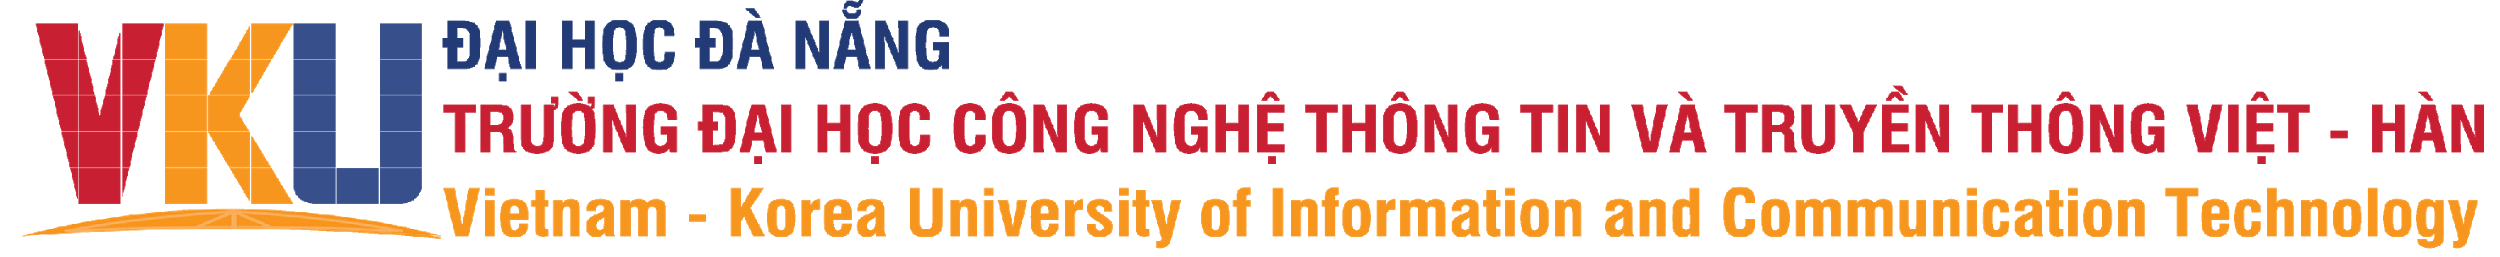 VKU
ĐẠI HỌC ĐÀ NẴNG
TRƯỜNG ĐẠI HỌC CÔNG NGHỆ THÔNG TIN VÀ TRUYỀN THÔNG VIỆT - HÀN
Vietnam - Korea University of Information and Communication Technology